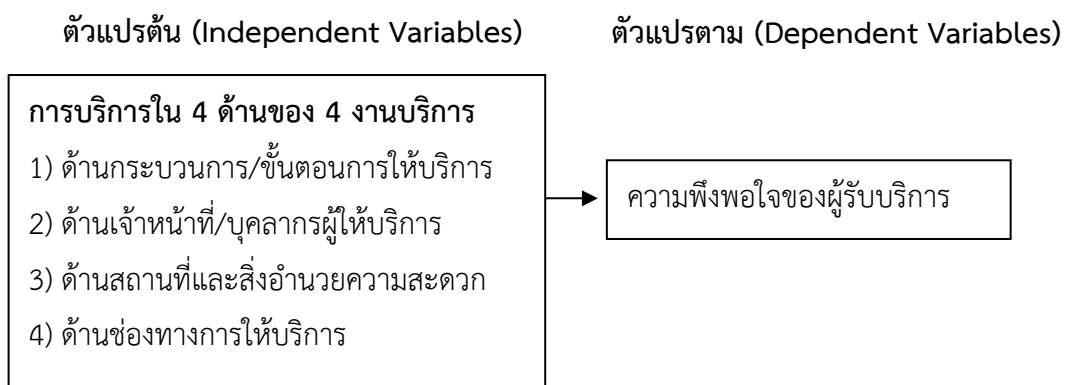 ตัวแปรต้น (Independent Variables)
ตัวแปรตาม (Dependent Variables)
การบริการใน 4 ด้านของ 4 งานบริการ
1) ด้านกระบวนการ/ขั้นตอนการให้บริการ
2) ด้านเจ้าหน้าที่/บุคลากรผู้ให้บริการ
3) ด้านสถานที่และสิ่งอำนวยความสะดวก
4) ด้านช่องทางการให้บริการ
ความพึงพอใจของผู้รับบริการ